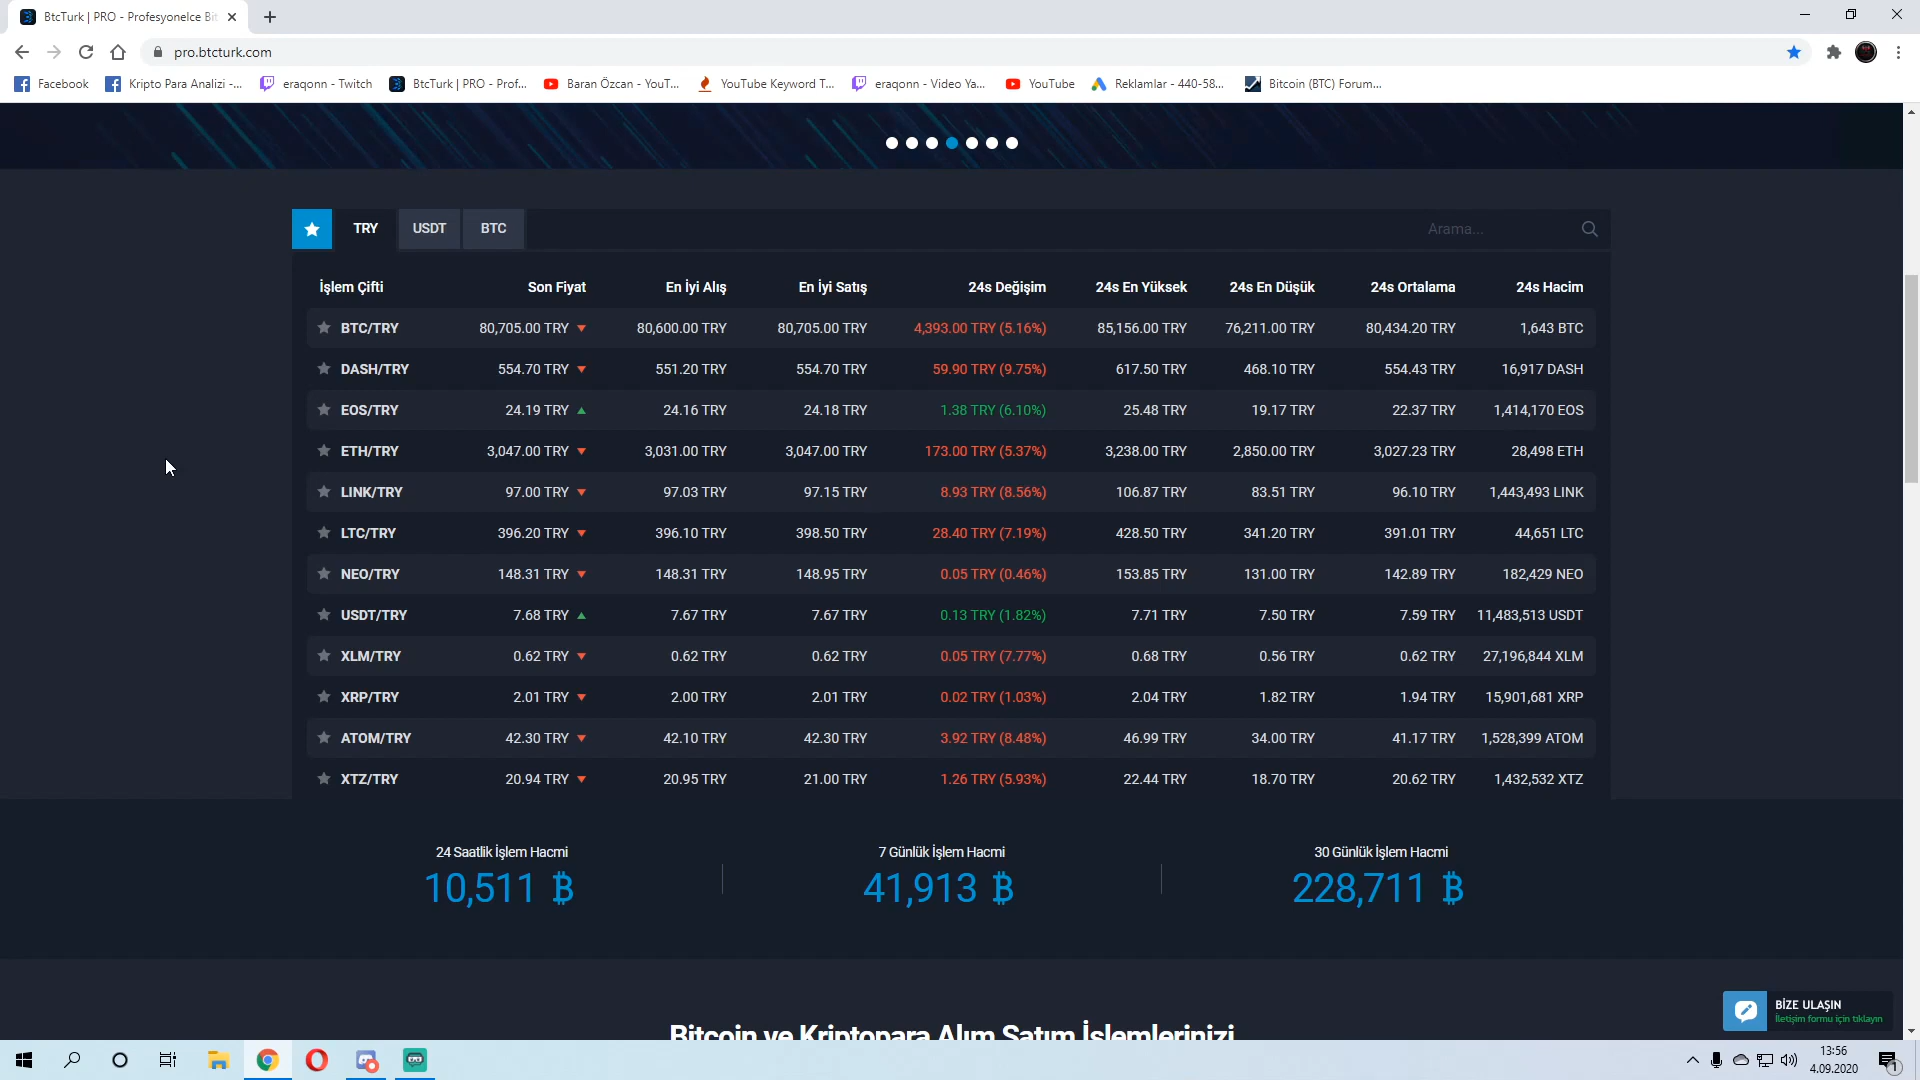 BtcTurk | PRO - Profesyonelce Bit
pro.btcturk.com
Facebook
Kripto Para Analizi -...
eraqonn - Twitch
BtcTurk | PRO - Prof...
Baran Özcan - YouT...
YouTube Keyword T...
eraqonn - Video Ya...
YouTube
Reklamlar - 440-58...
Bitcoin (BTC) Forum...
TRY USDT BTC Arama...
İşlem Çifti Son Fiyat En İyi Alış En İyi Satış 24s Değişim 24s En Yüksek 24s En Düşük 24s Ortalama 24s Hacim
BTC/TRY 80,705.00 TRY 80,600.00 TRY 80,705.00 TRY 4,393.00 TRY (5.16%) 85,156.00 TRY 76,211.00 TRY 80,434.20 TRY 1,643 BTC
DASH/TRY 554.70 TRY 551.20 TRY 554.70 TRY 59.90 TRY (9.75%) 617.50 TRY 468.10 TRY 554.43 TRY 16,917 DASH
EOS/TRY 24.19 TRY 24.16 TRY 24.18 TRY 1.38 TRY (6.10%) 25.48 TRY 19.17 TRY 22.37 TRY 1,414,170 EOS
ETH/TRY 3,047.00 TRY 3,031.00 TRY 3,047.00 TRY 173.00 TRY (5.37%) 3,238.00 TRY 2,850.00 TRY 3,027.23 TRY 28,498 ETH
LINK/TRY 97.00 TRY 97.03 TRY 97.15 TRY 8.93 TRY (8.56%) 106.87 TRY 83.51 TRY 96.10 TRY 1,443,493 LINK
LTC/TRY 396.20 TRY 396.10 TRY 398.50 TRY 28.40 TRY (7.19%) 428.50 TRY 341.20 TRY 391.01 TRY 44,651 LTC
NEO/TRY 148.31 TRY 148.31 TRY 148.95 TRY 0.05 TRY (0.46%) 153.85 TRY 131.00 TRY 142.89 TRY 182,429 NEO
USDT/TRY 7.68 TRY 7.67 TRY 7.67 TRY 0.13 TRY (1.82%) 7.71 TRY 7.50 TRY 7.59 TRY 11,483,513 USDT
XLM/TRY 0.62 TRY 0.62 TRY 0.62 TRY 0.05 TRY (7.77%) 0.68 TRY 0.56 TRY 0.62 TRY 27,196,844 XLM
XRP/TRY 2.01 TRY 2.00 TRY 2.01 TRY 0.02 TRY (1.03%) 2.04 TRY 1.82 TRY 1.94 TRY 15,901,681 XRP
ATOM/TRY 42.30 TRY 42.10 TRY 42.30 TRY 3.92 TRY (8.48%) 46.99 TRY 34.00 TRY 41.17 TRY 1,528,399 ATOM
XTZ/TRY 20.94 TRY 20.95 TRY 21.00 TRY 1.26 TRY (5.93%) 22.44 TRY 18.70 TRY 20.62 TRY 1,432,532 XTZ
24 Saatlik İşlem Hacmi 7 Günlük İşlem Hacmi 30 Günlük İşlem Hacmi
10,511 ₿ 41,913 ₿ 228,711 ₿
BİZE ULAŞIN
İletişim formu için tıklayın
Bitcoin ve Kriptopara Alım Satım İşlemlerinizi
13:56
4.09.2020
1